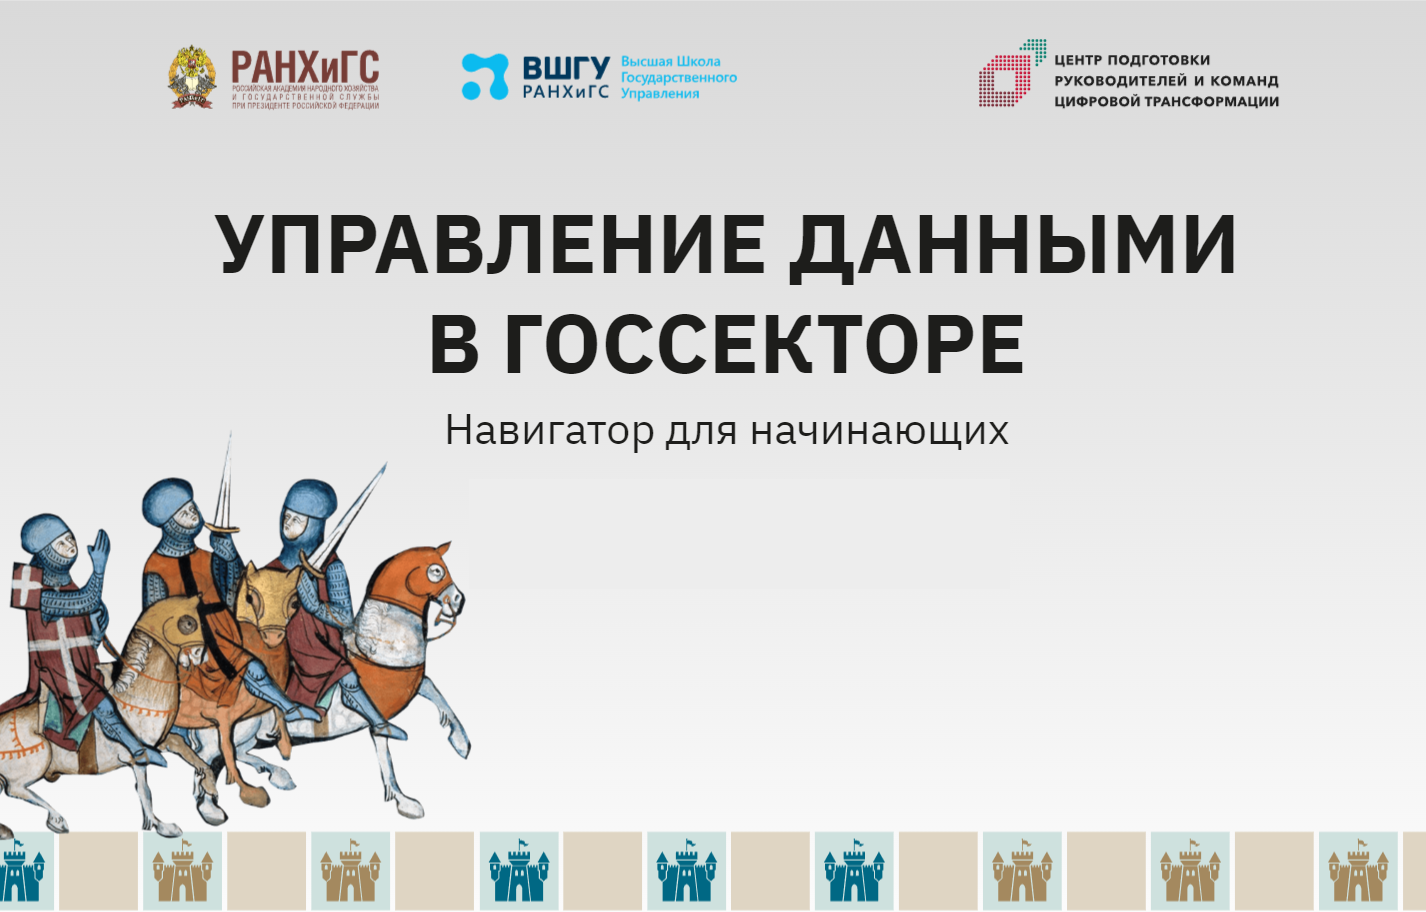 РАНХиГС
РОССИЙСКАЯ АКАДЕМИЯ НАРОДНОГО ХОЗЯЙСТВА
И ГОСУДАРСТВЕННОЙ СЛУЖБЫ
ПРИ ПРЕЗИДЕНТЕ РОССИЙСКОЙ ФЕДЕРАЦИИ
ВШГУ
РАНХиГС
Высшая Школа
Государственного
Управления
ЦЕНТР ПОДГОТОВКИ
РУКОВОДИТЕЛЕЙ И КОМАНД
ЦИФРОВОЙ ТРАНСФОРМАЦИИ
УПРАВЛЕНИЕ ДАННЫМИ
В ГОССЕКТОРЕ
Навигатор для начинающих